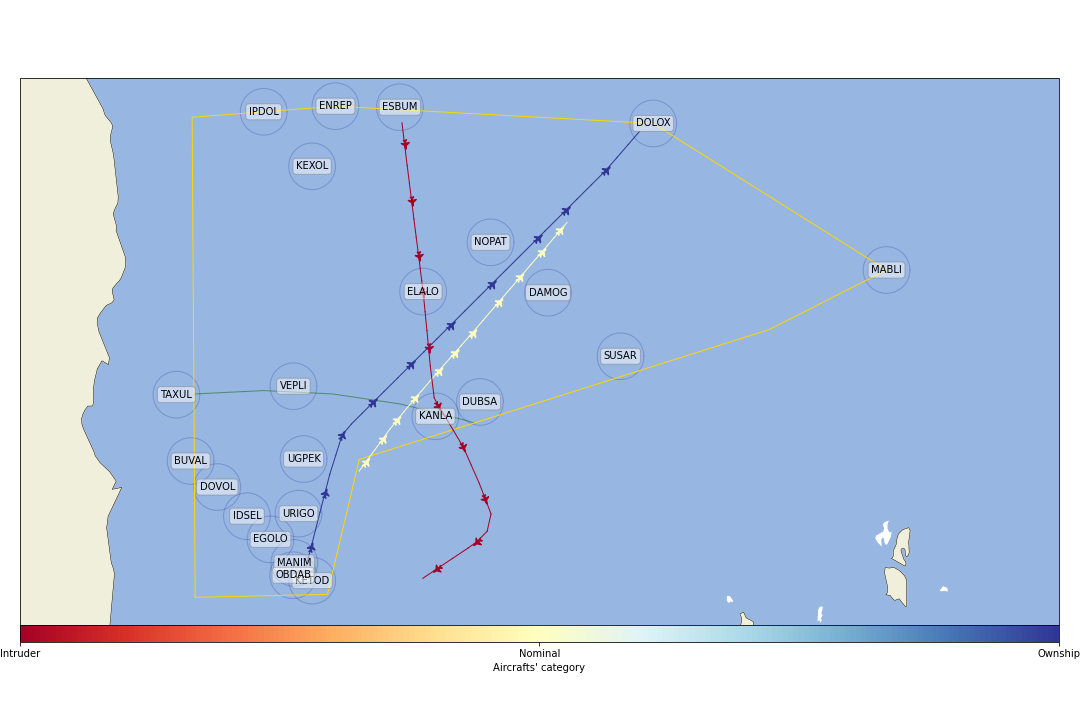 IPDOL
ENREP
ESBUM
DOLOX
KEXOL
NOPAT
MABLI
ELALO
DAMOG
SUSAR
VEPLI
TAXUL
DUBSA
KANLA
UGPEK
BUVAL
DOVOL
URIGO
IDSEL
EGOLO
MANIM
OBDAB
KETOD
Intruder
Nominal
Ownship
Aircrafts' category